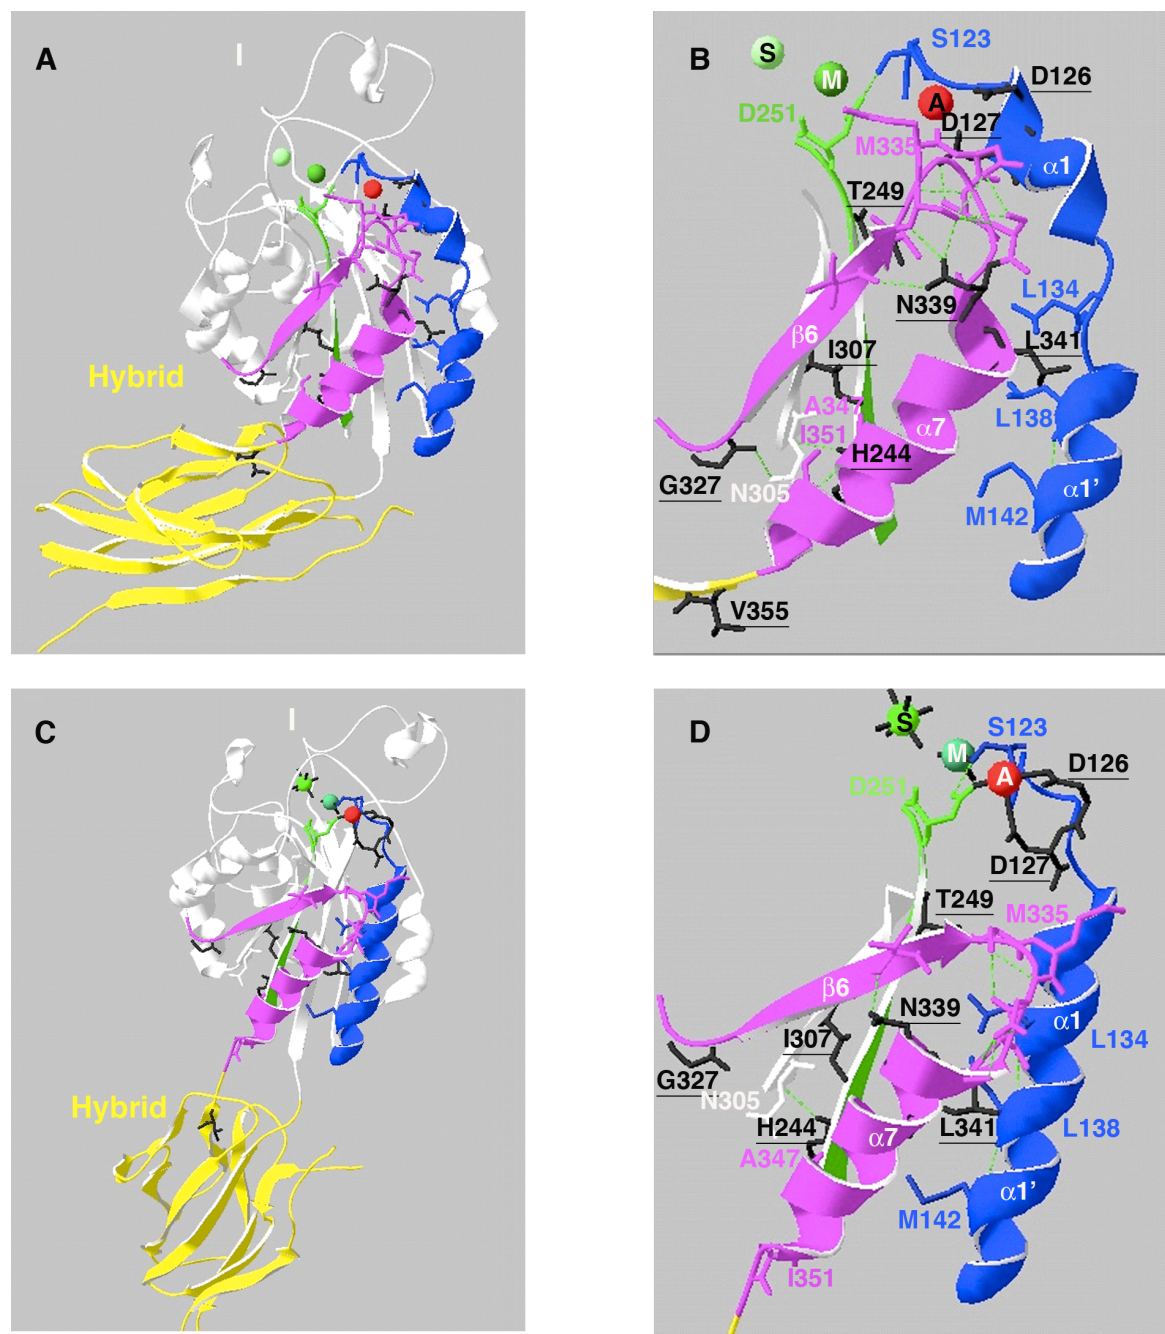 A
I
Hybrid
B
S
M
A
S123
D126
D251
D127
M335
α1
T249
N339
L134
β6
L341
I307
A347
L138
I351
α7
H244
G327
N305
α1’
M142
V355
C
I
Hybrid
D
S
M
S123
A
D126
D251
D127
T249
M335
β6
N339
α1
I307
L134
G327
N305
H244
α7
L341
L138
A347
α1’
M142
I351